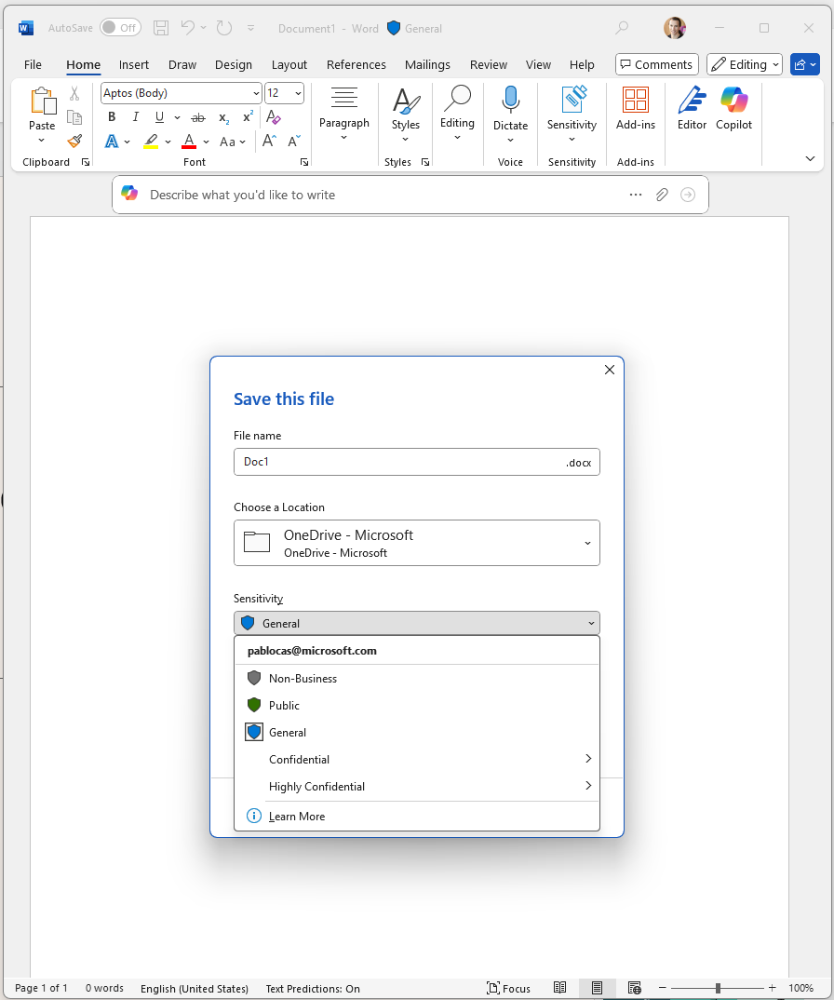 AutoSave Off Document1 - Word General
File Home Insert Draw Design Layout References Mailings Review View Help Comments Editing
Aptos (Body) 12
B I U ab x₂ x² A
A A Aa A A
Paste Paragraph Styles Editing Dictate Sensitivity Add-ins Editor Copilot
Clipboard Font Styles Voice Sensitivity Add-ins
Describe what you'd like to write
Save this file
File name
Doc1 .docx
Choose a Location
OneDrive - Microsoft
OneDrive - Microsoft
Sensitivity
General
pablocas@microsoft.com
Non-Business
Public
General
Confidential
Highly Confidential
Learn More
Page 1 of 1 0 words English (United States) Text Predictions: On Focus 100%